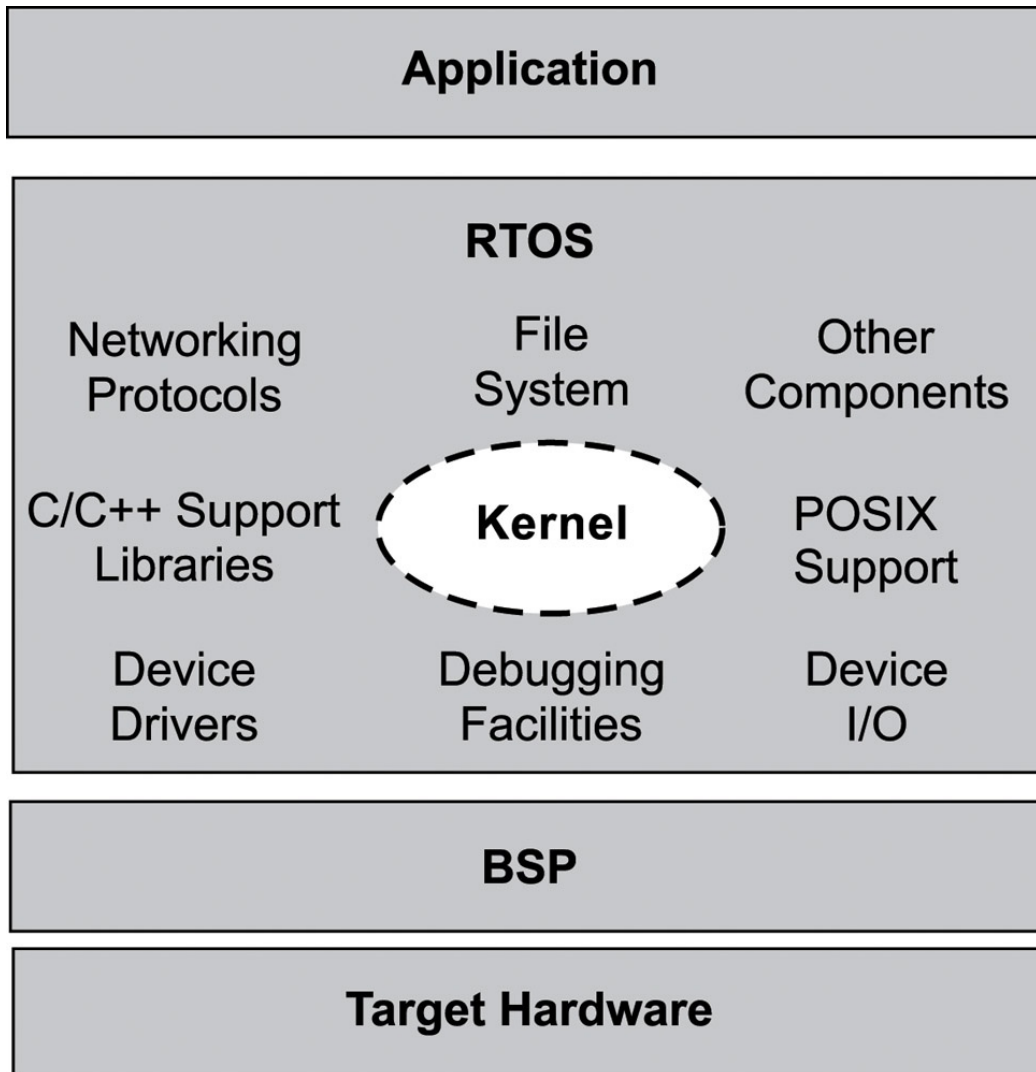 Application
RTOS
Networking
Protocols
File
System
Other
Components
C/C++ Support
Libraries
Kernel
POSIX
Support
Device
Drivers
Debugging
Facilities
Device
I/O
BSP
Target Hardware